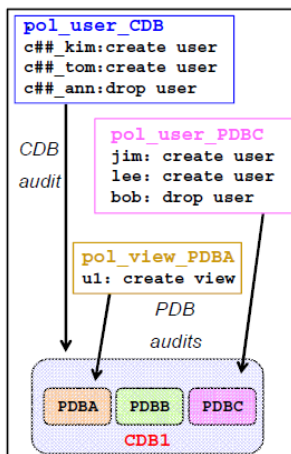 pol_user_CDB
c##_kim:create user
c##_tom:create user
c##_ann:drop user
CDB
audit
pol_user_PDBC
jim: create user
lee: create user
bob: drop user
pol_view_PDBA
u1: create view
PDB
audits
PDBA PDBB PDBC
CDB1